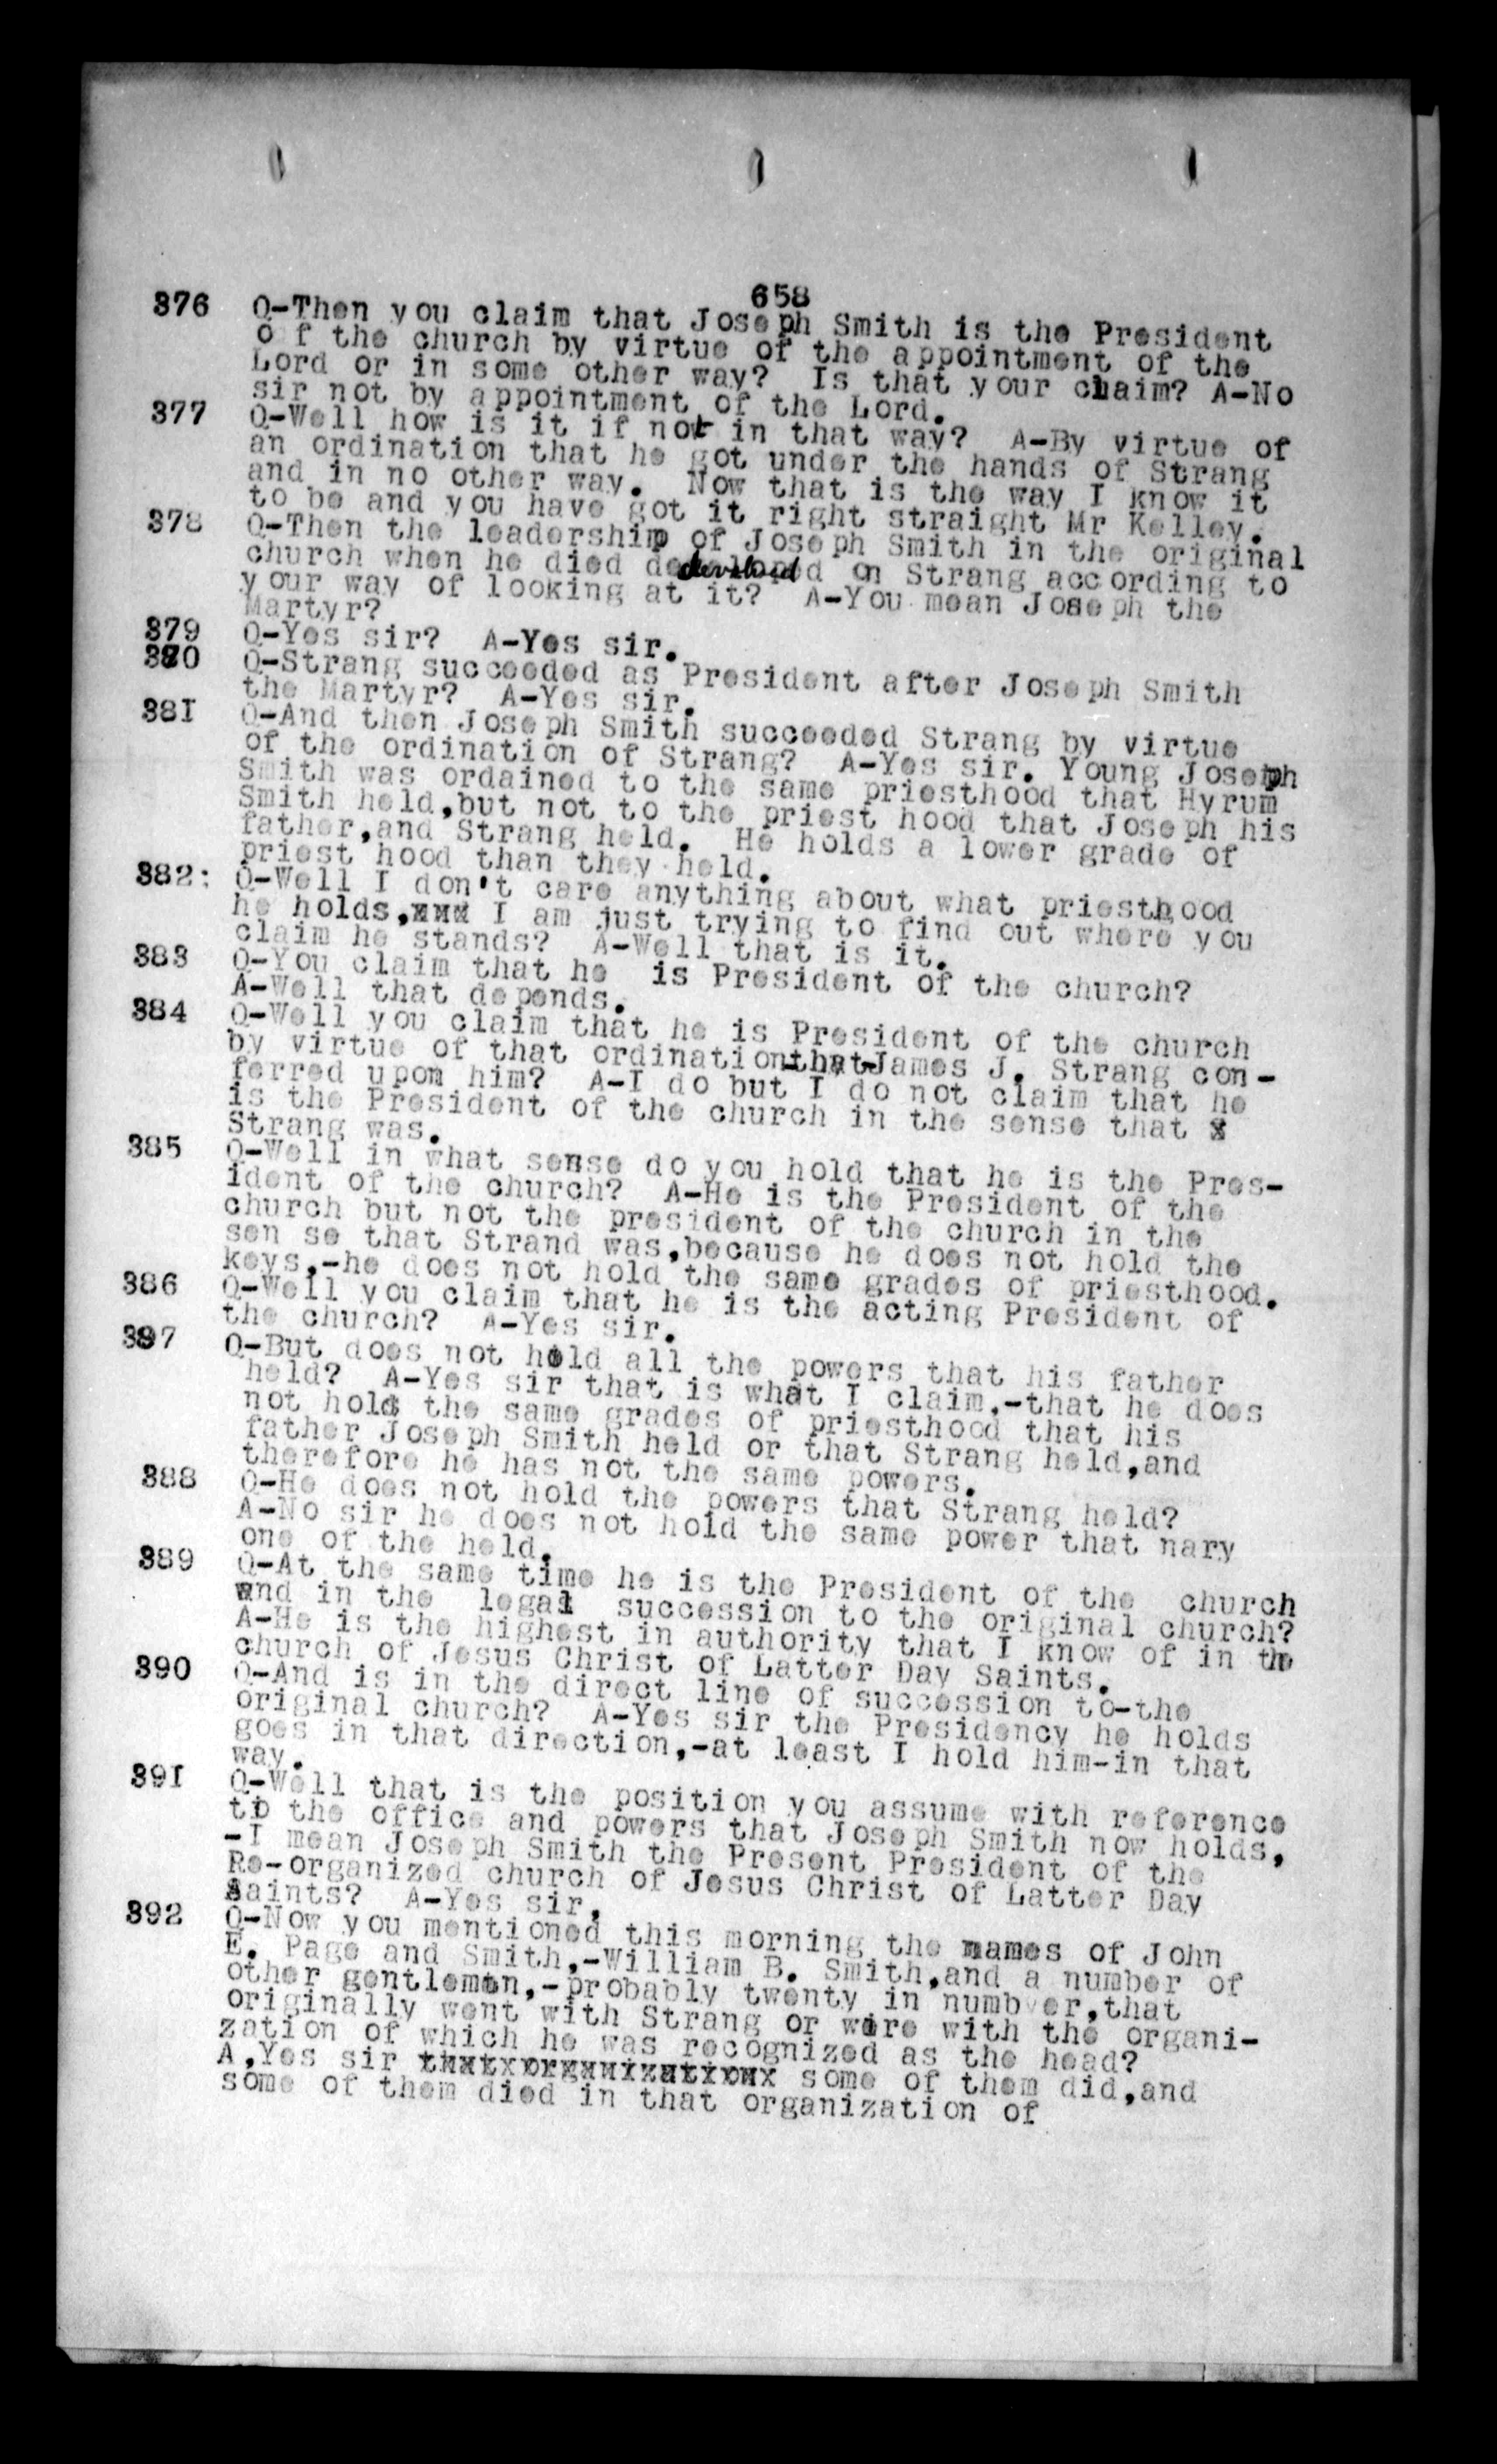 658
376 Q-Then you claim that Joseph Smith is the President
o f the church by virtue of the appointment of the
Lord or in some other way? Is that your claim? A-No
sir not by appointment of the Lord.
377 Q-Well how is it if not in that way? A-By virtue of
an ordination that he got under the hands of Strang
and in no other way. Now that is the way I know it
to be and you have got it right straight Mr Kelley.
378 Q-Then the leadership of Joseph Smith in the original
church when he died devolved on Strang according to
your way of looking at it? A-You mean Joseph the
Martyr?
379 Q-Yes sir? A-Yes sir.
380 Q-Strang succeeded as President after Joseph Smith
the Martyr? A-Yes sir.
381 Q-And then Joseph Smith succeeded Strang by virtue
of the ordination of Strang? A-Yes sir. Young Joseph
Smith was ordained to the same priesthood that Hyrum
Smith held,but not to the priest hood that Joseph his
father,and Strang held. He holds a lower grade of
priest hood than they held.
382: Q-Well I don't care anything about what priesthood
he holds,xxx I am just trying to find out where you
claim he stands? A-Well that is it.
383 Q-You claim that he is President of the church?
A-Well that depends.
384 Q-Well you claim that he is President of the church
by virtue of that ordination-that-James J. Strang con-
ferred upon him? A-I do but I do not claim that he
is the President of the church in the sense that x
Strang was.
385 Q-Well in what sense do you hold that he is the Pres-
ident of the church? A-He is the President of the
church but not the president of the church in the
sen se that Strand was,because he does not hold the
keys,-he does not hold the same grades of priesthood.
386 Q-Well you claim that he is the acting President of
the church? A-Yes sir.
397 Q-But does not hold all the powers that his father
held? A-Yes sir that is what I claim,-that he does
not hold the same grades of priesthood that his
father Joseph Smith held or that Strang held,and
therefore he has not the same powers.
388 Q-He does not hold the powers that Strang held?
A-No sir he does not hold the same power that nary
one of the held.
389 Q-At the same time he is the President of the church
and in the legal succession to the original church?
A-He is the highest in authority that I know of in the
church of Jesus Christ of Latter Day Saints.
390 Q-And is in the direct line of succession to-the
original church? A-Yes sir the Presidency he holds
goes in that direction,-at least I hold him-in that
way.
391 Q-Well that is the position you assume with reference
to the office and powers that Joseph Smith now holds,
-I mean Joseph Smith the Present President of the
Re-organized church of Jesus Christ of Latter Day
Saints? A-Yes sir.
392 Q-Now you mentioned this morning the names of John
E. Page and Smith,-William B. Smith,and a number of
other gentlemen,-probably twenty in number,that
originally went with Strang or were with the organi-
zation of which he was recognized as the head?
A,Yes sir thatxorganizationx some of them did,and
some of them died in that organization of